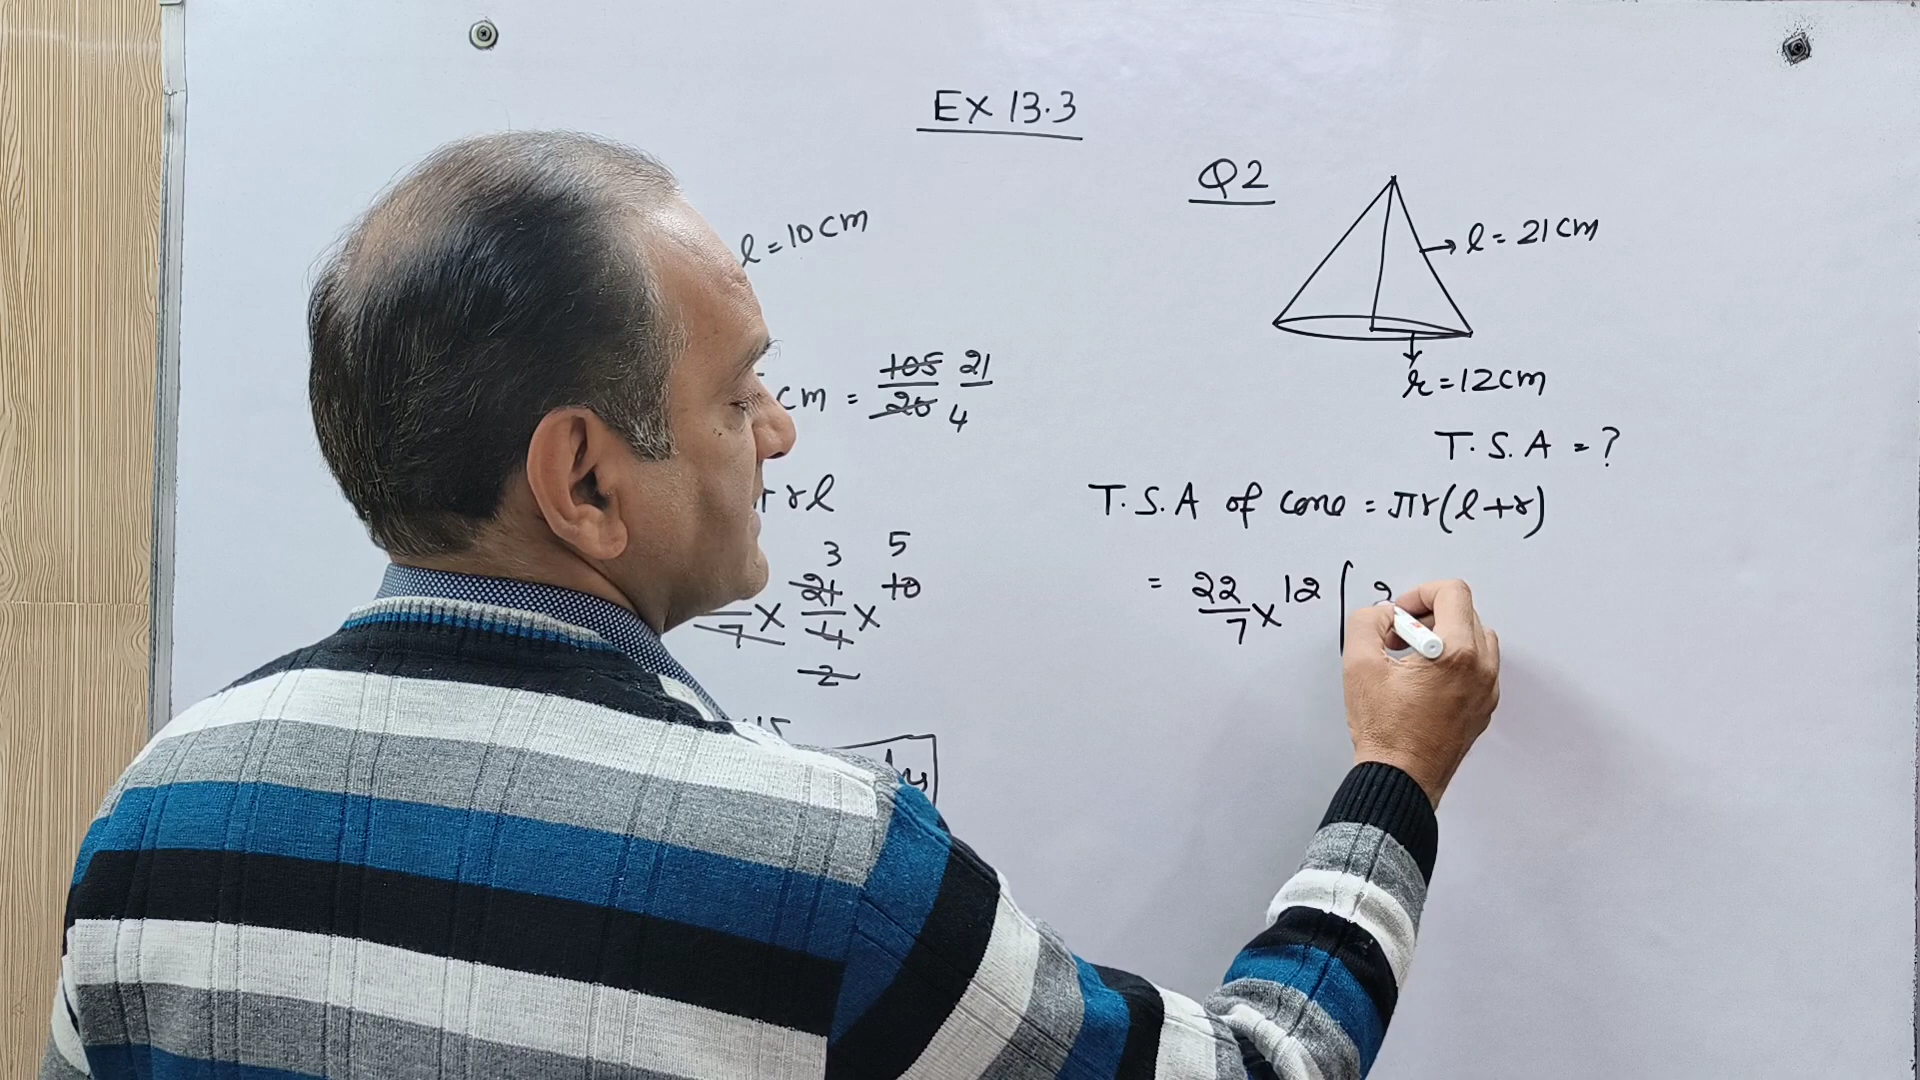 EX 13.3
l = 10 cm
cm = 105/20 21/4
rl
3 5
7 × 21/4 × 10
2
Q2
l = 21 cm
r = 12 cm
T.S.A = ?
T.S.A of cone = πr(l+r)
= 22/7 × 12 (